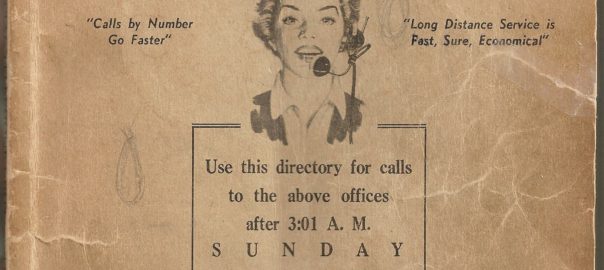 "Calls by Number
Go Faster"
"Long Distance Service is
Fast, Sure, Economical"
Use this directory for calls
to the above offices
after 3:01 A. M.
S U N D A Y